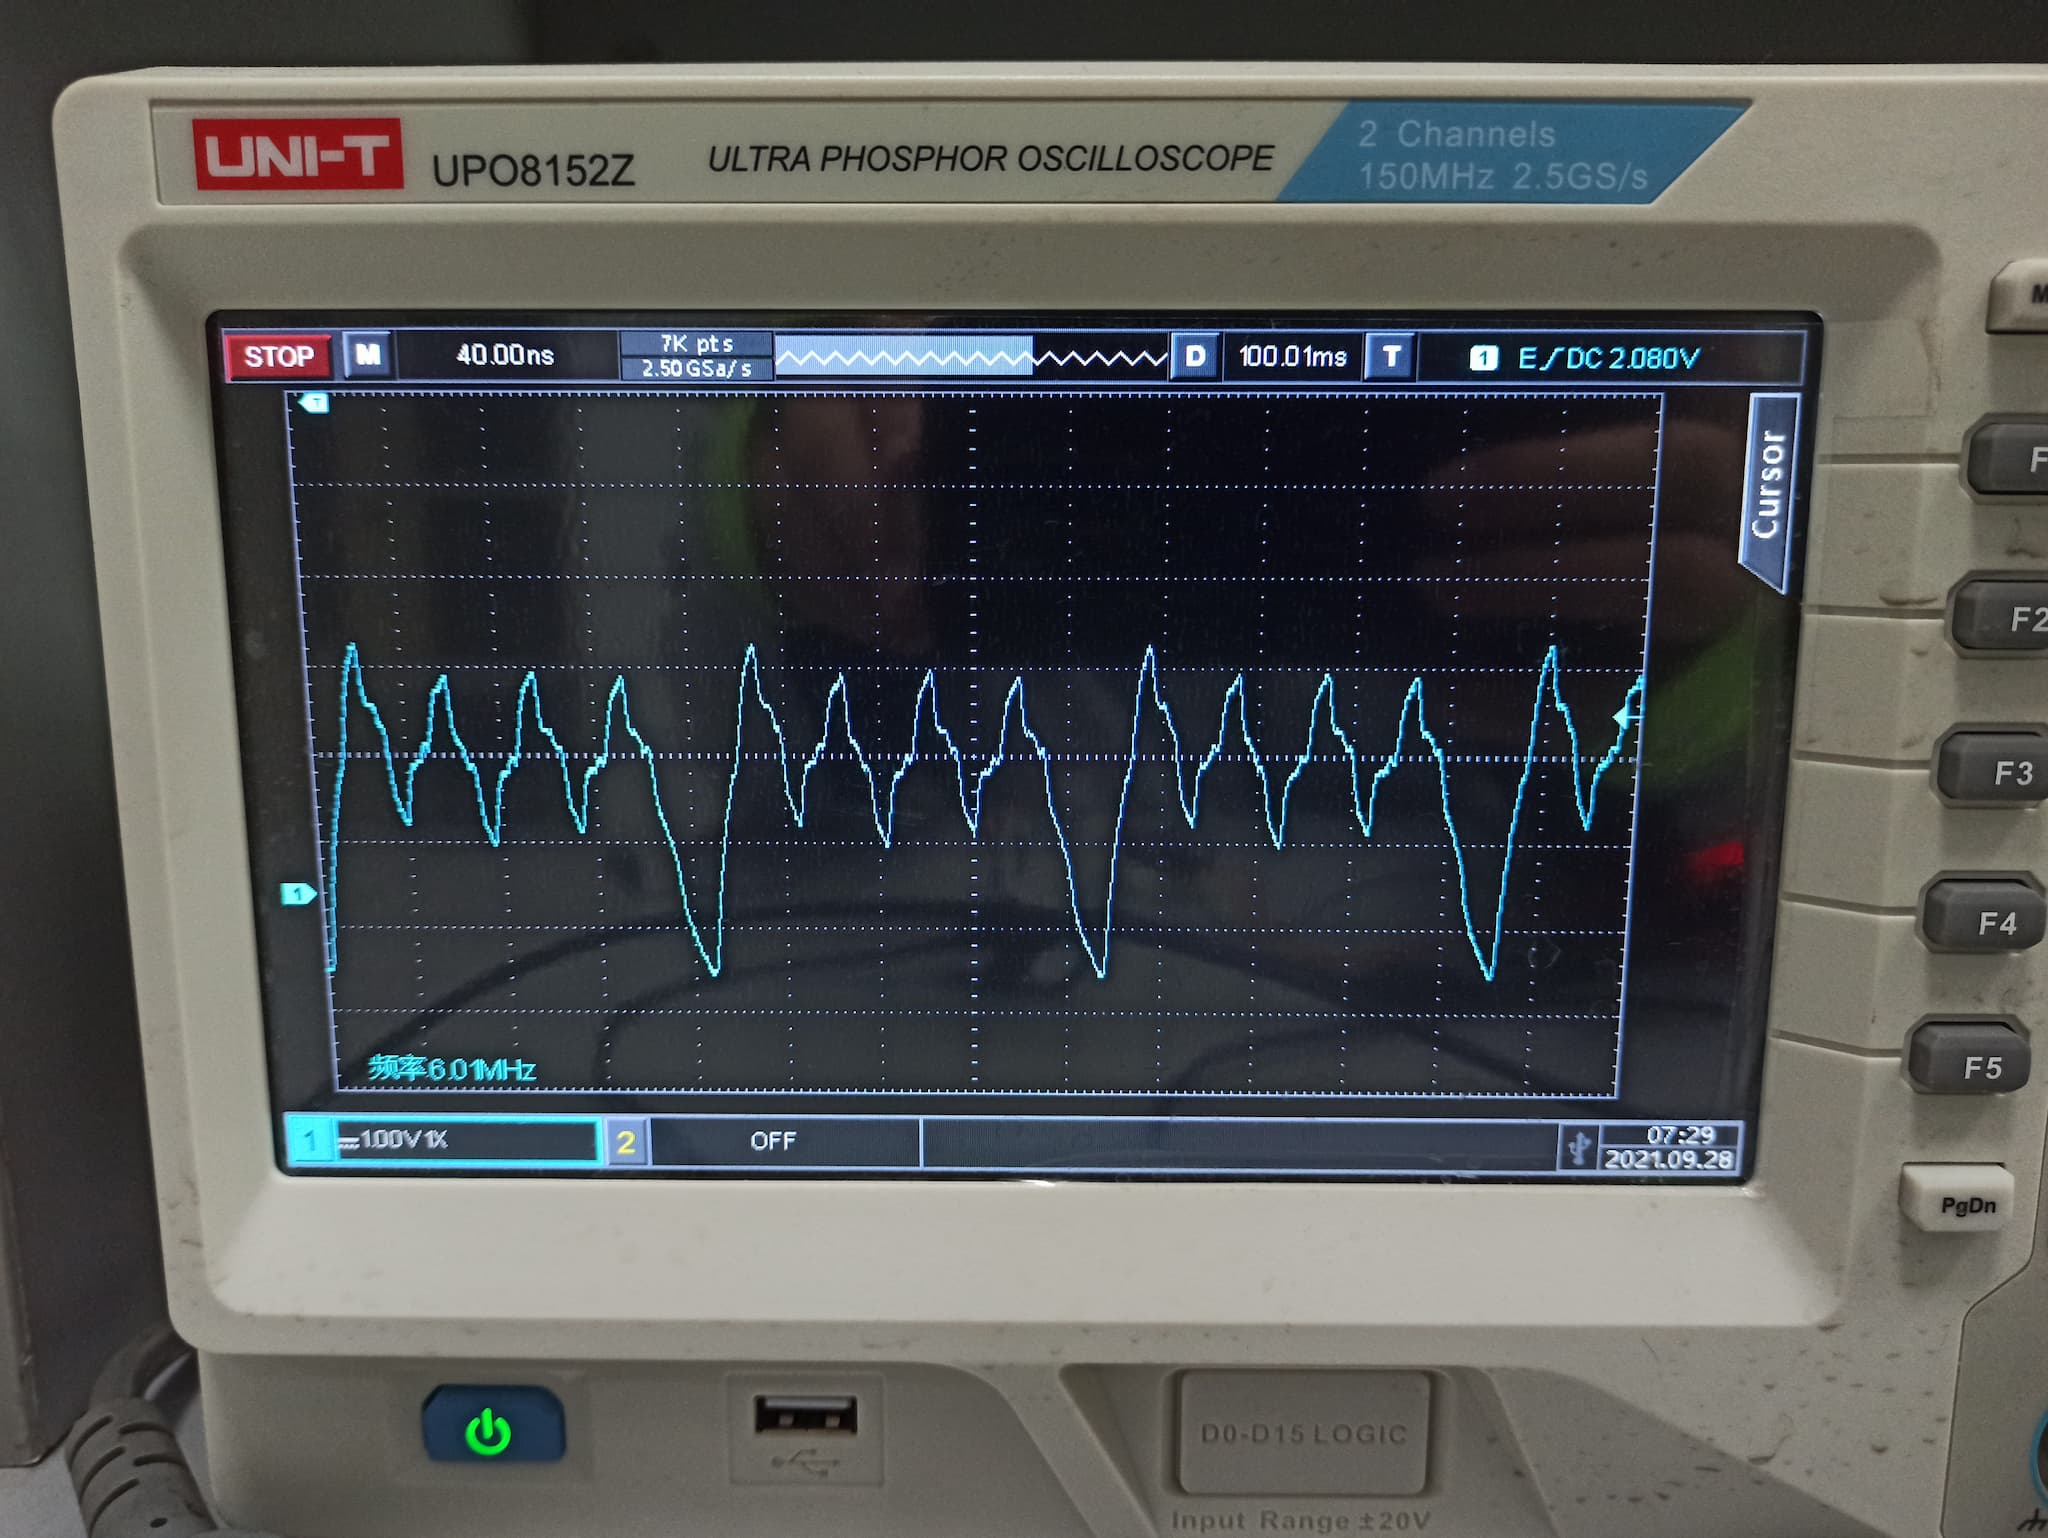 UNI-T UPO8152Z ULTRA PHOSPHOR OSCILLOSCOPE
2 Channels
150MHz 2.5GS/s
STOP M 40.00ns
7K pts
2.50GSa/s
D 100.01ms T 1 E DC 2.080V
T
Cursor
F2
F3
1
F4
频率6.01MHz
F5
1 1.00V 1X 2 OFF
07:29
2021.09.28
PgDn
D0-D15 LOGIC
Input Range ±20V